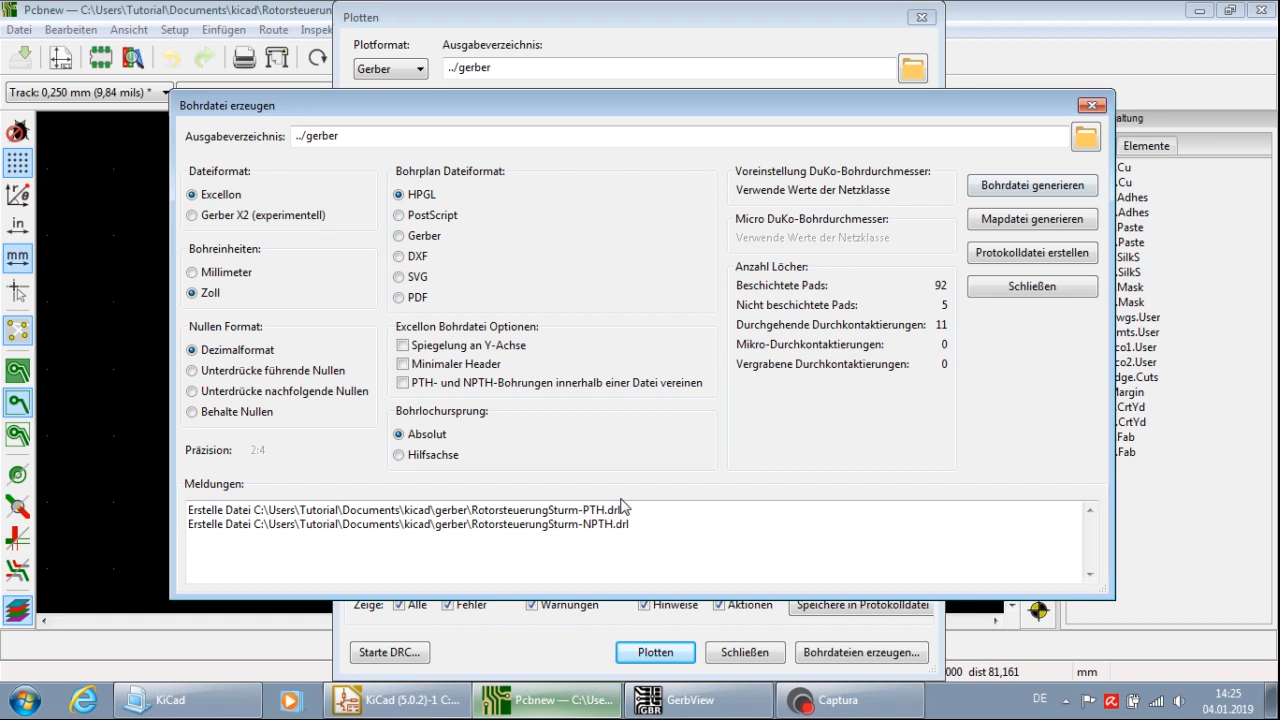 Pcbnew — C:\Users\Tutorial\Documents\kicad\Rotorsteuerun
Datei Bearbeiten Ansicht Setup Einfügen Route Inspek
Track: 0,250 mm (9,84 mils) *
Plotten
Plotformat: Ausgabeverzeichnis:
Gerber ../gerber
Bohrdatei erzeugen
Ausgabeverzeichnis: ../gerber
Dateiformat:
Excellon
Gerber X2 (experimentell)
Bohreinheiten:
Millimeter
Zoll
Nullen Format:
Dezimalformat
Unterdrücke führende Nullen
Unterdrücke nachfolgende Nullen
Behalte Nullen
Präzision: 2:4
Bohrplan Dateiformat:
HPGL
PostScript
Gerber
DXF
SVG
PDF
Excellon Bohrdatei Optionen:
Spiegelung an Y-Achse
Minimaler Header
PTH- und NPTH-Bohrungen innerhalb einer Datei vereinen
Bohrlochursprung:
Absolut
Hilfsachse
Voreinstellung DuKo-Bohrdurchmesser:
Verwende Werte der Netzklasse
Micro DuKo-Bohrdurchmesser:
Verwende Werte der Netzklasse
Anzahl Löcher:
Beschichtete Pads: 92
Nicht beschichtete Pads: 5
Durchgehende Durchkontaktierungen: 11
Mikro-Durchkontaktierungen: 0
Vergrabene Durchkontaktierungen: 0
Bohrdatei generieren
Mapdatei generieren
Protokolldatei erstellen
Schließen
Meldungen:
Erstelle Datei C:\Users\Tutorial\Documents\kicad\gerber\RotorsteuerungSturm-PTH.drl
Erstelle Datei C:\Users\Tutorial\Documents\kicad\gerber\RotorsteuerungSturm-NPTH.drl
altung
Elemente
.Cu
.Cu
.Adhes
.Adhes
.Paste
.Paste
.SilkS
.SilkS
.Mask
.Mask
wgs.User
mts.User
co1.User
co2.User
dge.Cuts
Margin
.CrtYd
.CrtYd
.Fab
.Fab
in
mm
Zeige: Alle Fehler Warnungen Hinweise Aktionen Speichere in Protokolldatei
Starte DRC... Plotten Schließen Bohrdateien erzeugen...
000 dist 81,161 mm
KiCad
KiCad (5.0.2)-1 C:...
Pcbnew — C:\Use...
GBR GerbView
Captura
DE
14:25
04.01.2019